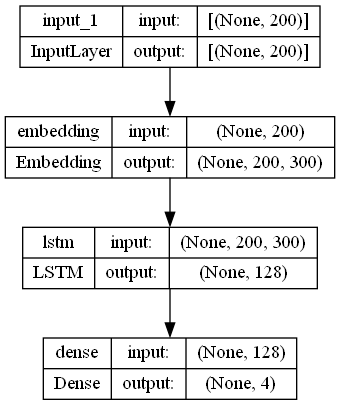 input_1 input: [(None, 200)]
InputLayer output: [(None, 200)]
embedding input: (None, 200)
Embedding output: (None, 200, 300)
lstm input: (None, 200, 300)
LSTM output: (None, 128)
dense input: (None, 128)
Dense output: (None, 4)